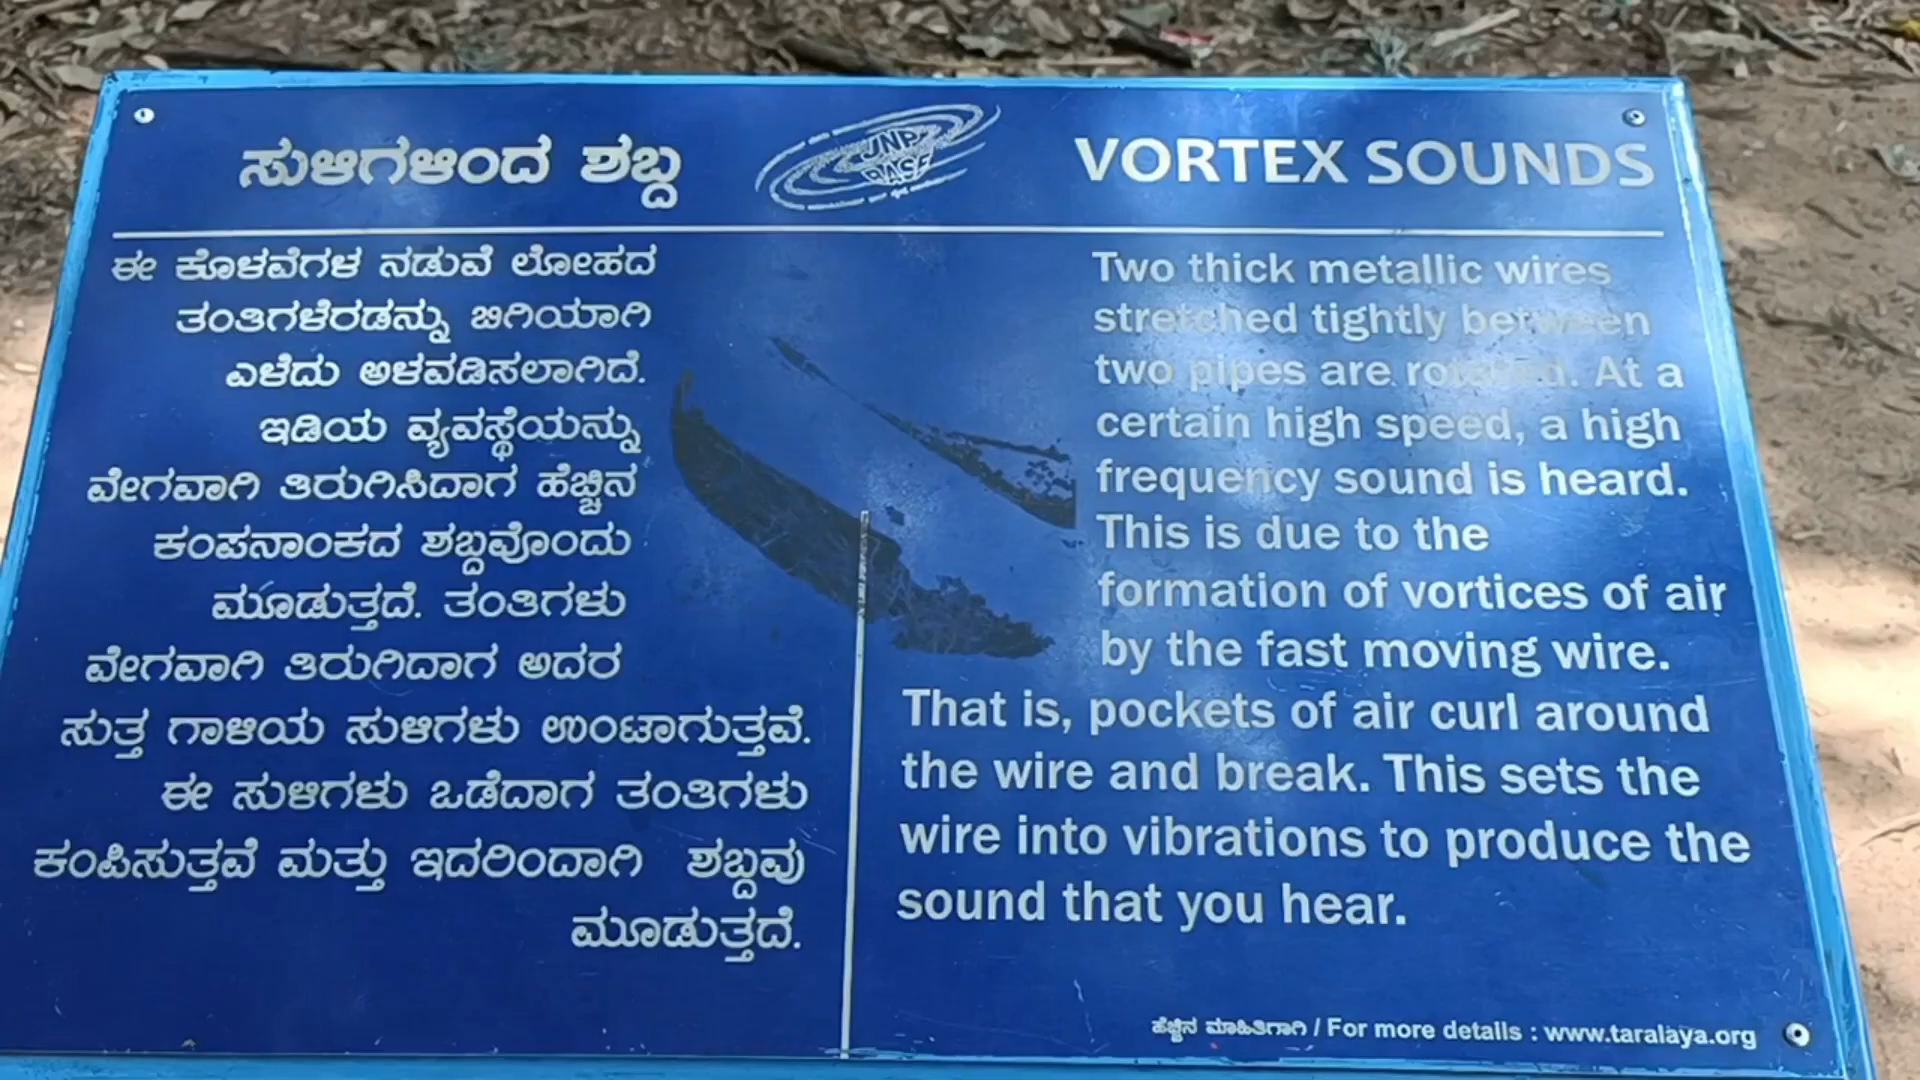 ಸುಳಿಗಳಿಂದ ಶಬ್ದ
JNP
BASE
VORTEX SOUNDS
ಈ ಕೊಳವೆಗಳ ನಡುವೆ ಲೋಹದ
ತಂತಿಗಳೆರಡನ್ನು ಬಿಗಿಯಾಗಿ
ಎಳೆದು ಅಳವಡಿಸಲಾಗಿದೆ.
ಇಡಿಯ ವ್ಯವಸ್ಥೆಯನ್ನು
ವೇಗವಾಗಿ ತಿರುಗಿಸಿದಾಗ ಹೆಚ್ಚಿನ
ಕಂಪನಾಂಕದ ಶಬ್ದವೊಂದು
ಮೂಡುತ್ತದೆ. ತಂತಿಗಳು
ವೇಗವಾಗಿ ತಿರುಗಿದಾಗ ಅದರ
ಸುತ್ತ ಗಾಳಿಯ ಸುಳಿಗಳು ಉಂಟಾಗುತ್ತವೆ.
ಈ ಸುಳಿಗಳು ಒಡೆದಾಗ ತಂತಿಗಳು
ಕಂಪಿಸುತ್ತವೆ ಮತ್ತು ಇದರಿಂದಾಗಿ ಶಬ್ದವು
ಮೂಡುತ್ತದೆ.
Two thick metallic wires
stretched tightly between
two pipes are rotated. At a
certain high speed, a high
frequency sound is heard.
This is due to the
formation of vortices of air
by the fast moving wire.
That is, pockets of air curl around
the wire and break. This sets the
wire into vibrations to produce the
sound that you hear.
ಹೆಚ್ಚಿನ ಮಾಹಿತಿಗಾಗಿ / For more details : www.taralaya.org